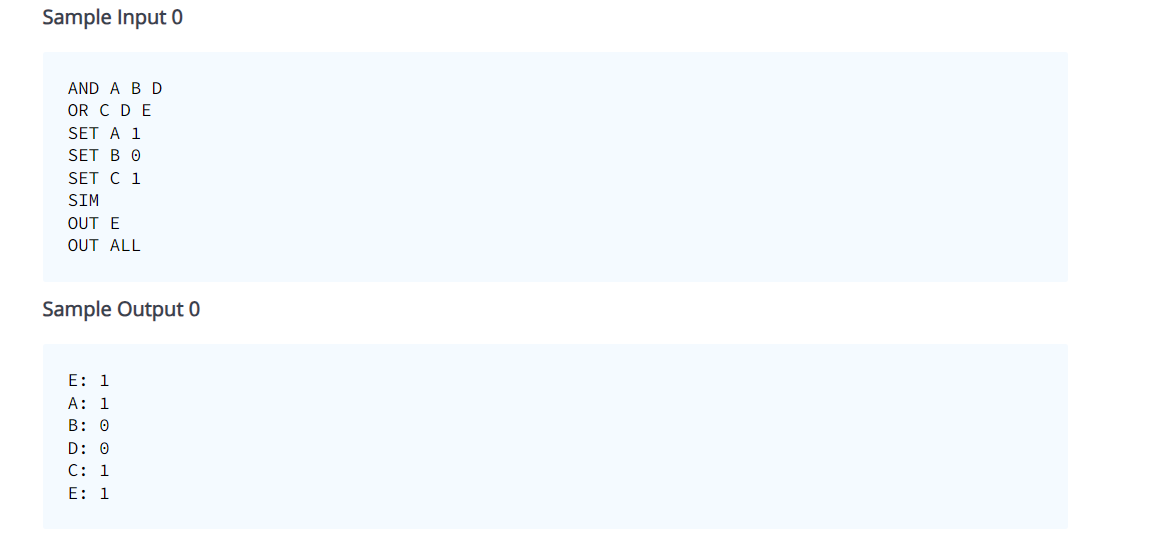 Sample Input 0
AND A B D
OR C D E
SET A 1
SET B 0
SET C 1
SIM
OUT E
OUT ALL
Sample Output 0
E: 1
A: 1
B: 0
D: 0
C: 1
E: 1